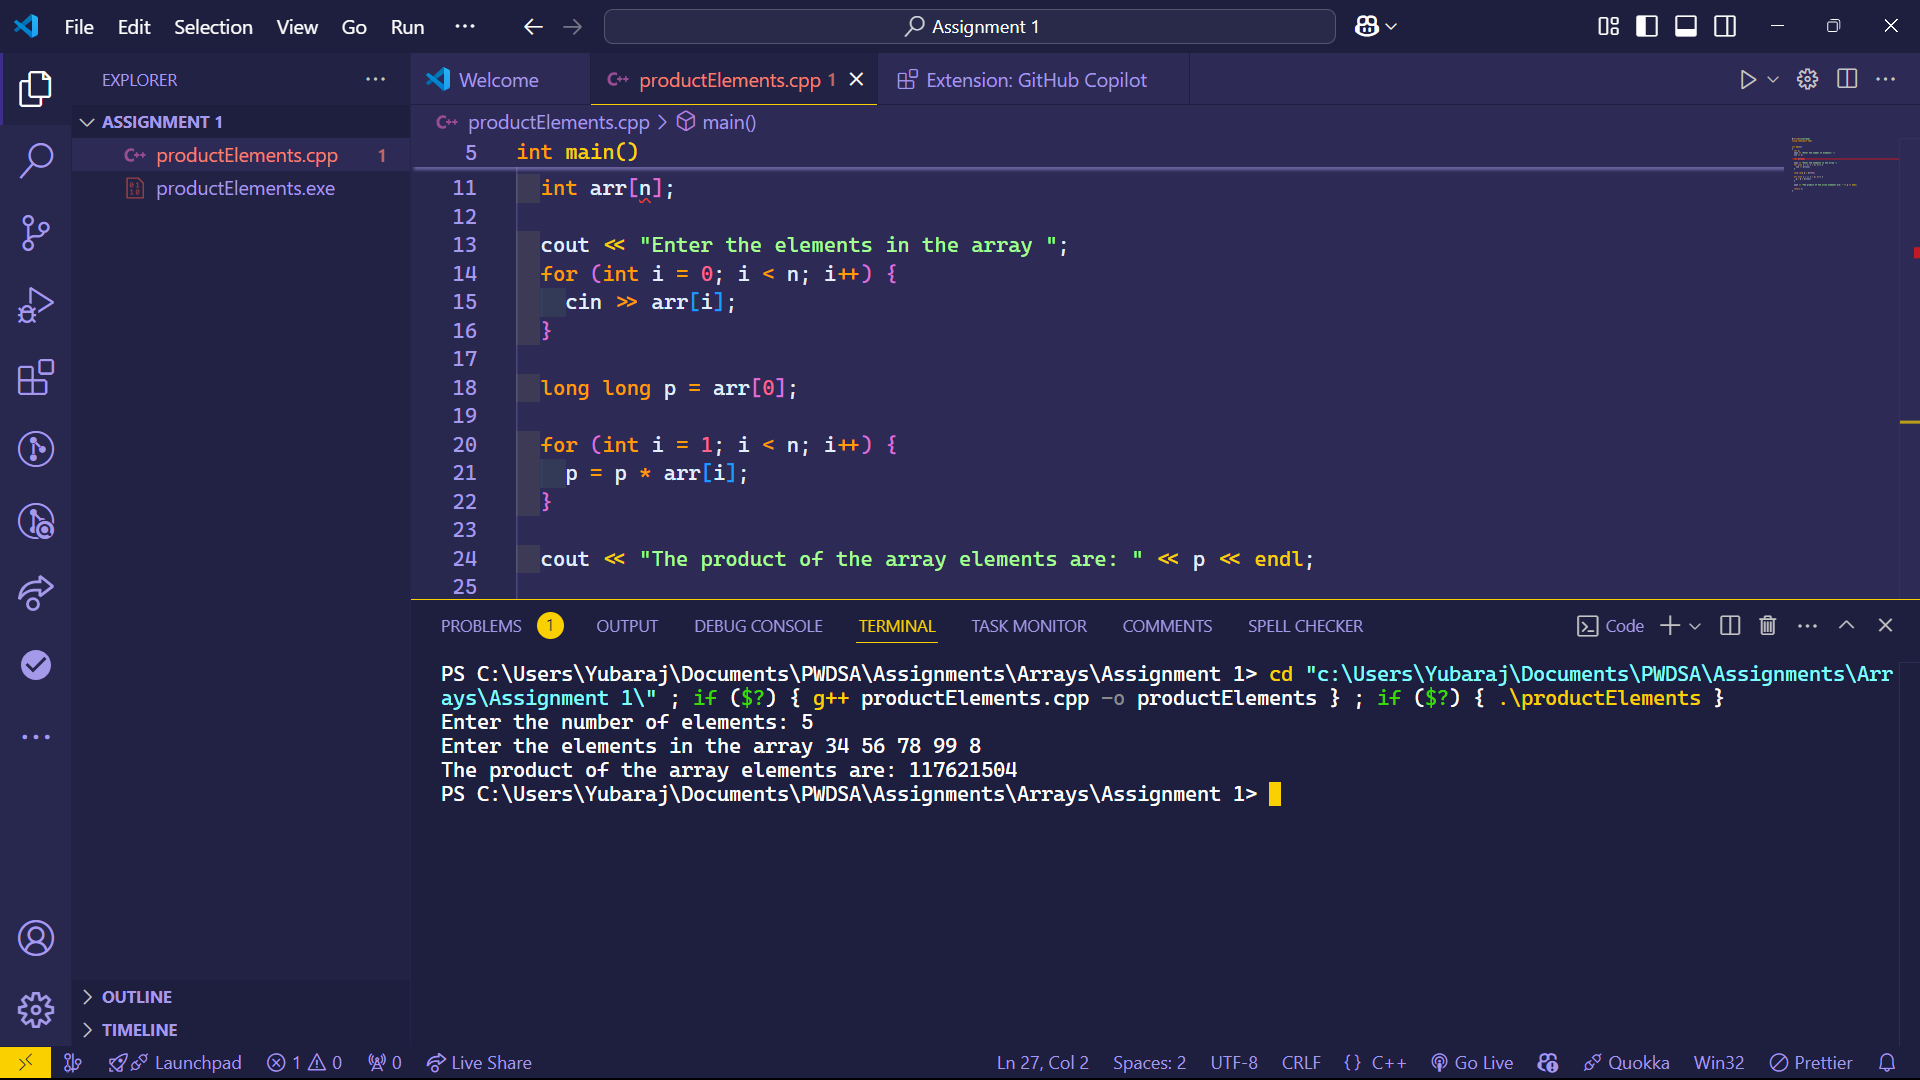 File Edit Selection View Go Run ··· Assignment 1
EXPLORER ···
Welcome
C++ productElements.cpp 1
Extension: GitHub Copilot
ASSIGNMENT 1
C++ productElements.cpp 1
productElements.exe
C++ productElements.cpp > main()
5 int main()
11 int arr[n];
12
13 cout << "Enter the elements in the array ";
14 for (int i = 0; i < n; i++) {
15 cin >> arr[i];
16 }
17
18 long long p = arr[0];
19
20 for (int i = 1; i < n; i++) {
21 p = p * arr[i];
22 }
23
24 cout << "The product of the array elements are: " << p << endl;
25
PROBLEMS 1 OUTPUT DEBUG CONSOLE TERMINAL TASK MONITOR COMMENTS SPELL CHECKER Code
PS C:\Users\Yubaraj\Documents\PWDSA\Assignments\Arrays\Assignment 1> cd "c:\Users\Yubaraj\Documents\PWDSA\Assignments\Arr
ays\Assignment 1\" ; if ($?) { g++ productElements.cpp -o productElements } ; if ($?) { .\productElements }
Enter the number of elements: 5
Enter the elements in the array 34 56 78 99 8
The product of the array elements are: 117621504
PS C:\Users\Yubaraj\Documents\PWDSA\Assignments\Arrays\Assignment 1>
OUTLINE
TIMELINE
Launchpad 1 0 0 Live Share Ln 27, Col 2 Spaces: 2 UTF-8 CRLF {} C++ Go Live Quokka Win32 Prettier